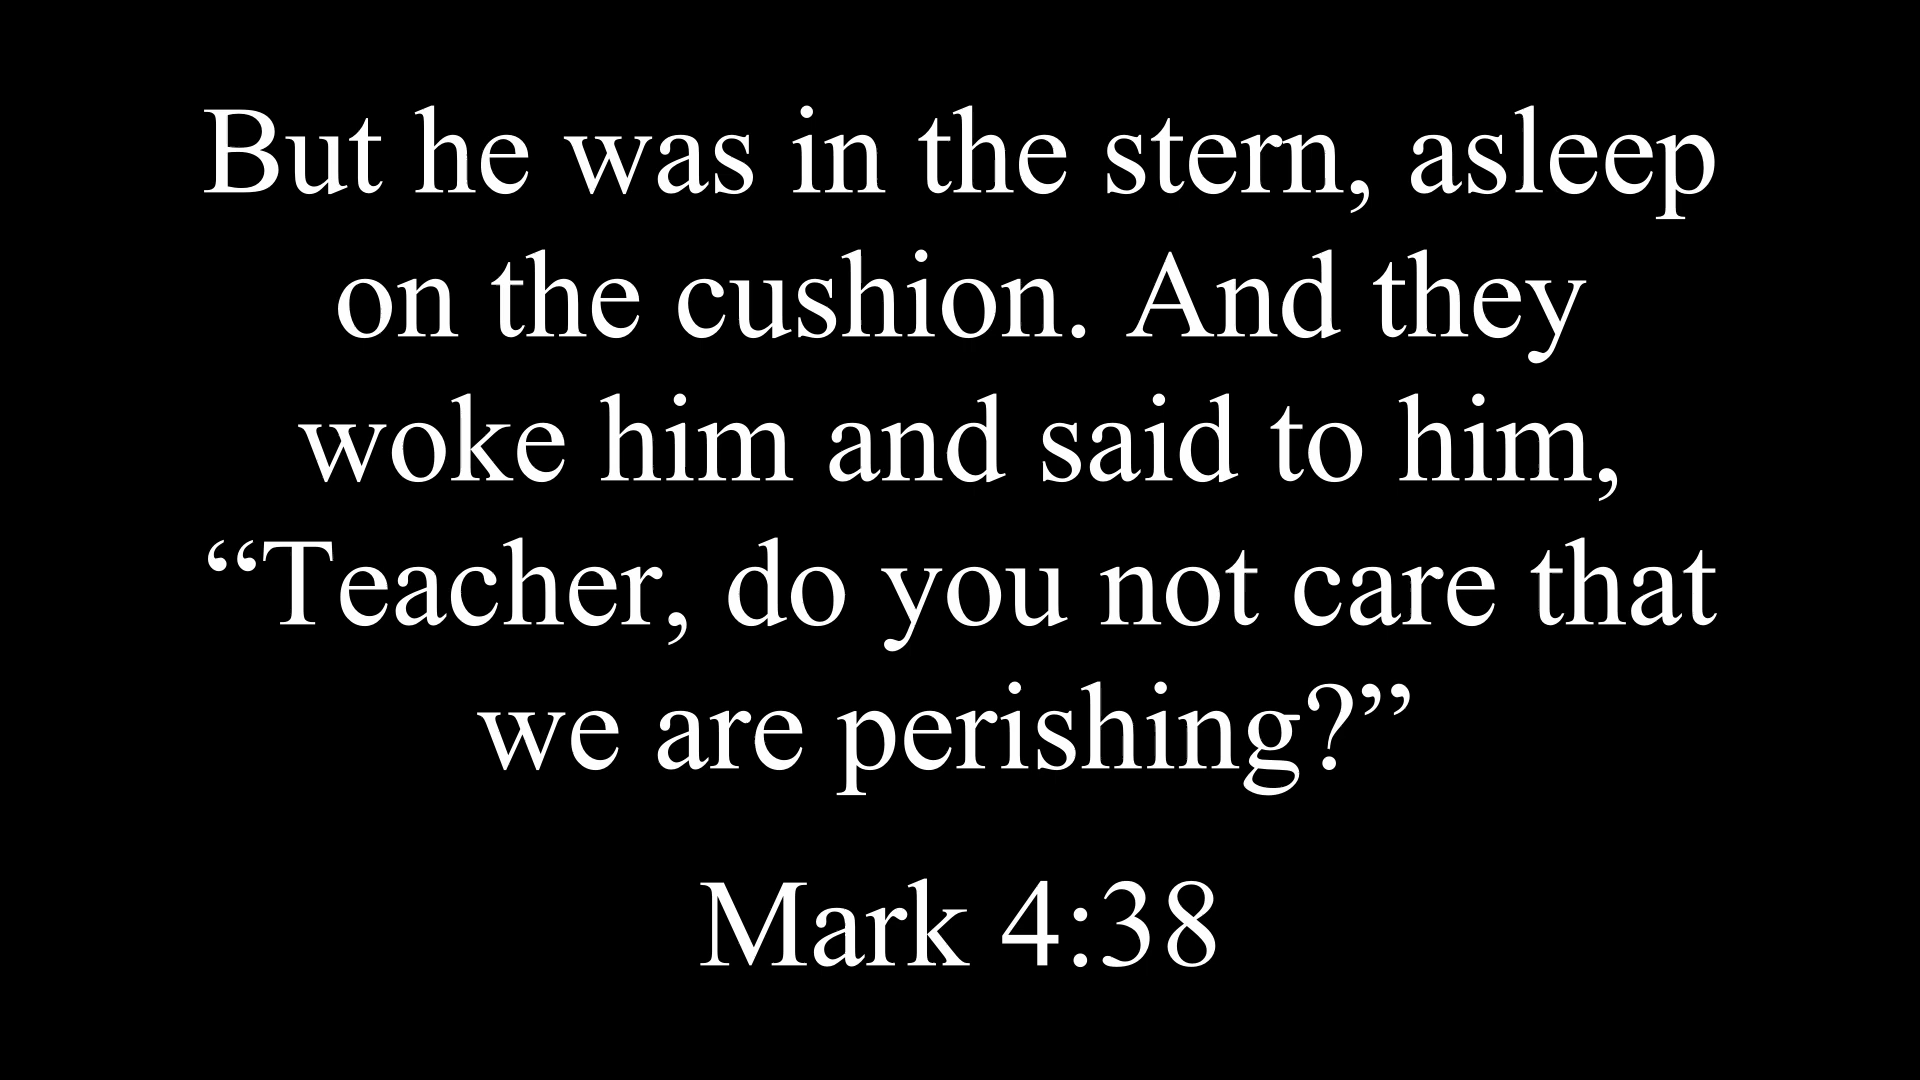 But he was in the stern, asleep
on the cushion. And they
woke him and said to him,
“Teacher, do you not care that
we are perishing?”
Mark 4:38